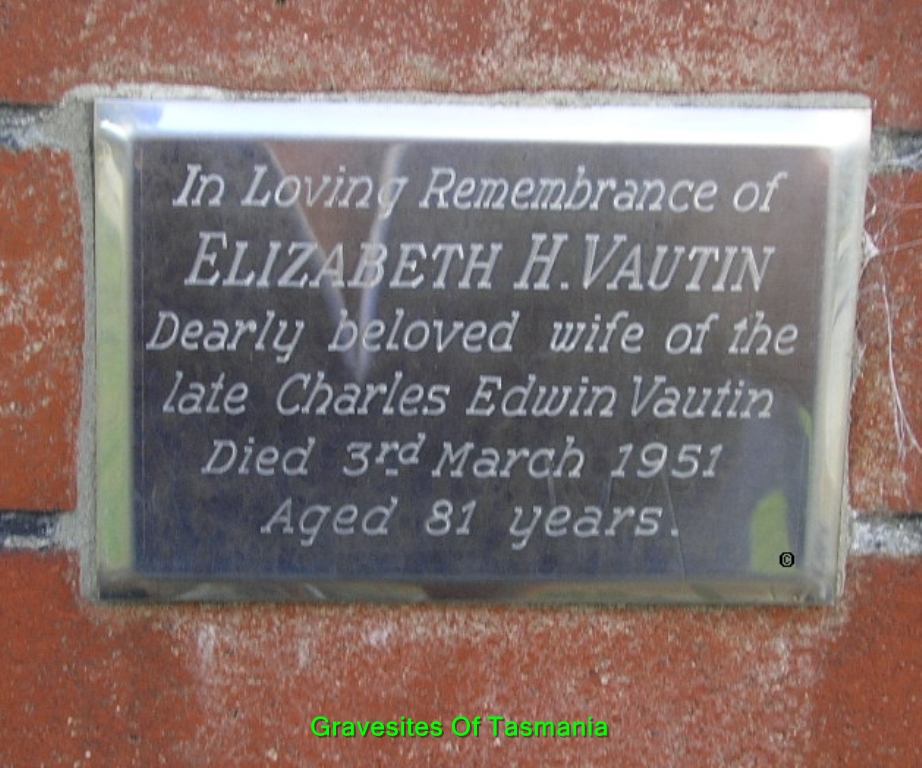 In Loving Remembrance of
ELIZABETH H. VAUTIN
Dearly beloved wife of the
late Charles Edwin Vautin
Died 3rd March 1951
Aged 81 years.
©
Gravesites Of Tasmania